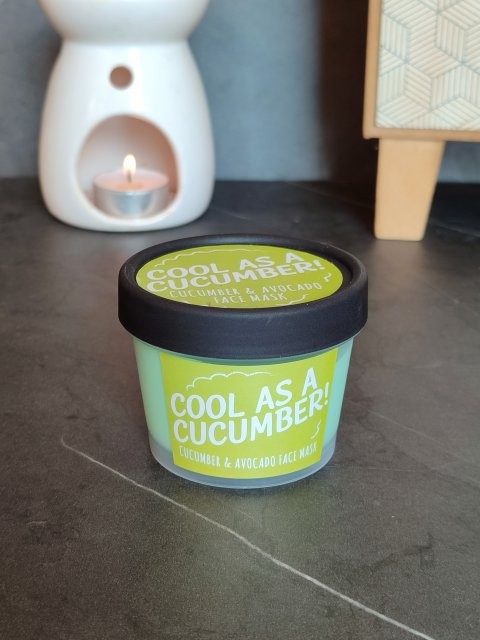 COOL AS A
CUCUMBER!
CUCUMBER & AVOCADO
FACE MASK
COOL AS A
CUCUMBER!
CUCUMBER & AVOCADO FACE MASK